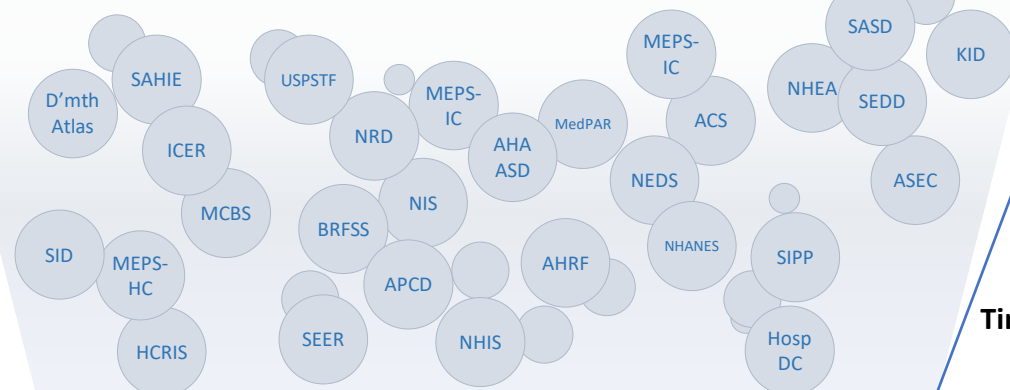 SASD
MEPS-
IC
KID
SAHIE
USPSTF
NHEA
SEDD
D'mth
Atlas
MEPS-
IC
NRD
MedPAR
ACS
ICER
AHA
ASD
NEDS
ASEC
MCBS
NIS
BRFSS
NHANES
SID
MEPS-
HC
AHRF
SIPP
APCD
HCRIS
SEER
NHIS
Hosp
DC